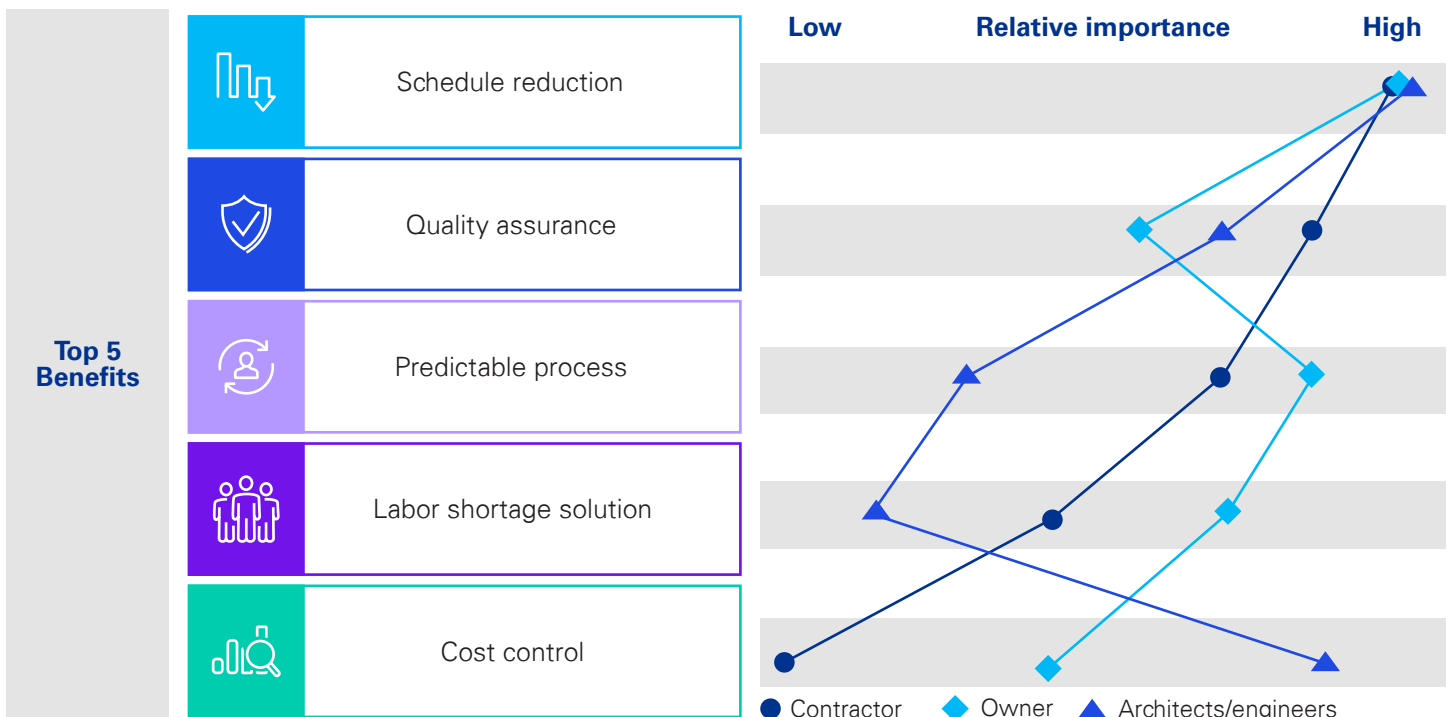 Low Relative importance High
Schedule reduction
Quality assurance
Top 5
Benefits
Predictable process
Labor shortage solution
Cost control
Contractor Owner Architects/engineers